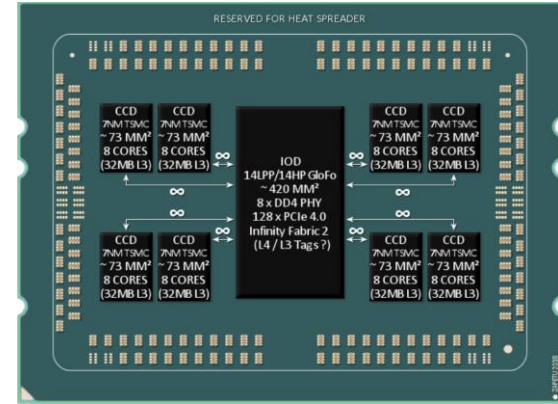 RESERVED FOR HEAT SPREADER
CCD
7NM TSMC
~ 73 MM²
8 CORES
(32MB L3)
CCD
7NM TSMC
~ 73 MM²
8 CORES
(32MB L3)
∞
∞
IOD
14LPP/14HP GloFo
~ 420 MM²
8 x DD4 PHY
128 x PCIe 4.0
Infinity Fabric 2
(L4 / L3 Tags ?)
∞
∞
CCD
7NM TSMC
~ 73 MM²
8 CORES
(32MB L3)
CCD
7NM TSMC
~ 73 MM²
8 CORES
(32MB L3)
∞
∞
CCD
7NM TSMC
~ 73 MM²
8 CORES
(32MB L3)
CCD
7NM TSMC
~ 73 MM²
8 CORES
(32MB L3)
∞
∞
CCD
7NM TSMC
~ 73 MM²
8 CORES
(32MB L3)
CCD
7NM TSMC
~ 73 MM²
8 CORES
(32MB L3)